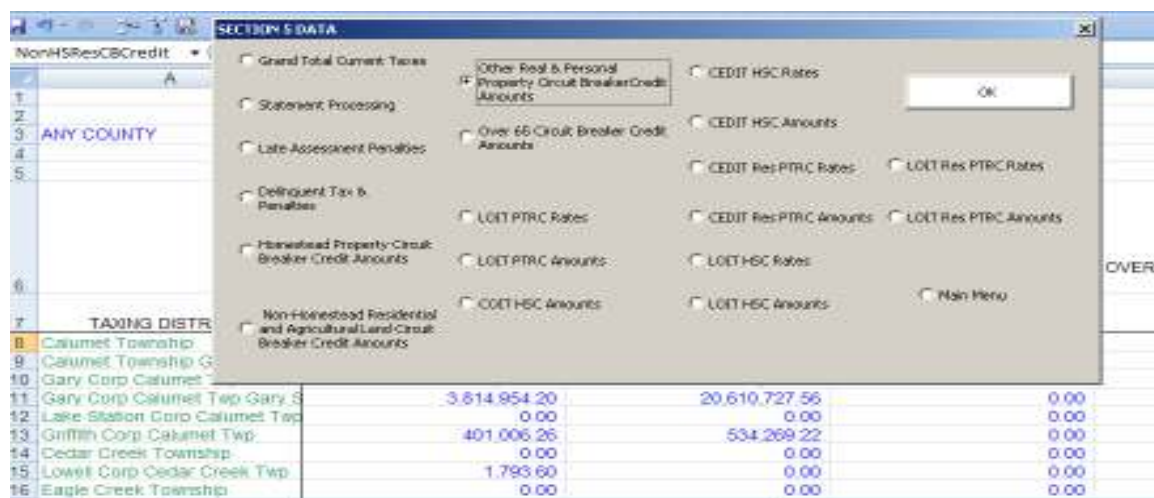 SECTION 5 DATA
NonHSResCBCredit
A
Grand Total Current Taxes
Statement Processing
Late Assessment Penalties
Delinquent Tax &
Penalties
Homestead Property Circuit
Breaker Credit Amounts
Non-Homestead Residential
and Agricultural Land Circuit
Breaker Credit Amounts
Other Real & Personal
Property Circuit Breaker Credit
Amounts
Over 65 Circuit Breaker Credit
Amounts
LOIT PTRC Rates
LOIT PTRC Amounts
COIT HSC Amounts
CEDIT HSC Rates
CEDIT HSC Amounts
CEDIT Res PTRC Rates
CEDIT Res PTRC Amounts
LOIT HSC Rates
LOIT HSC Amounts
OK
LOIT Res PTRC Rates
LOIT Res PTRC Amounts
Main Menu
1
2
3 ANY COUNTY
4
5
6 OVER
7 TAXING DISTR
8 Calumet Township
9 Calumet Township G
10 Gary Corp Calumet
11 Gary Corp Calumet Twp Gary S 3,814,954.20 20,610,727.56 0.00
12 Lake Station Corp Calumet Twp 0.00 0.00 0.00
13 Griffith Corp Calumet Twp 401,006.26 534,269.22 0.00
14 Cedar Creek Township 0.00 0.00 0.00
15 Lowell Corp Cedar Creek Twp 1,793.60 0.00 0.00
16 Eagle Creek Township 0.00 0.00 0.00